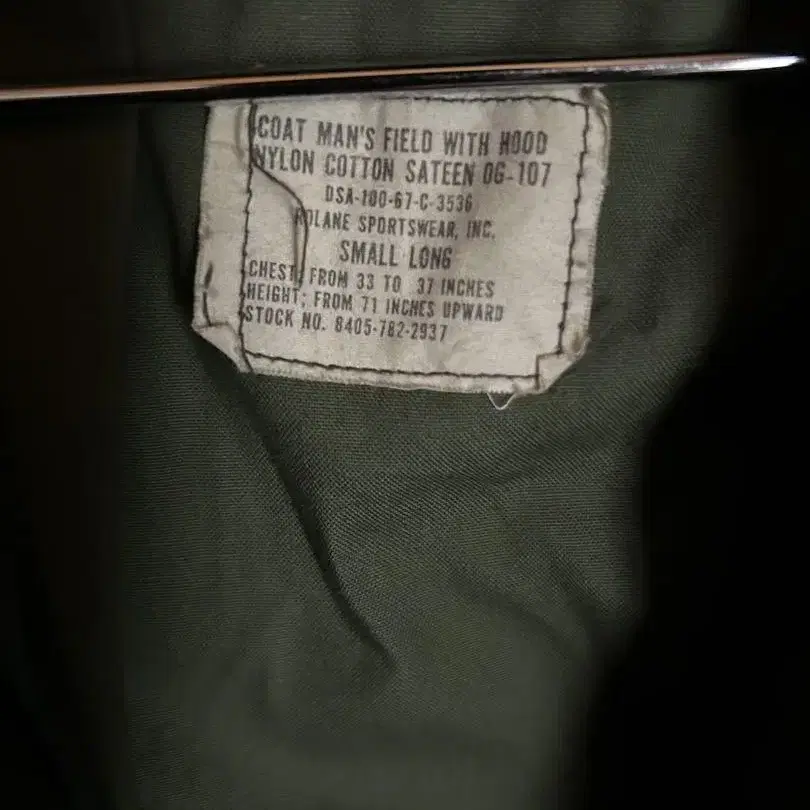 COAT MAN'S FIELD WITH HOOD
NYLON COTTON SATEEN OG-107
DSA-100-67-C-3536
ROLANE SPORTSWEAR, INC.
SMALL LONG
CHEST; FROM 33 TO 37 INCHES
HEIGHT; FROM 71 INCHES UPWARD
STOCK NO. 8405-782-2937